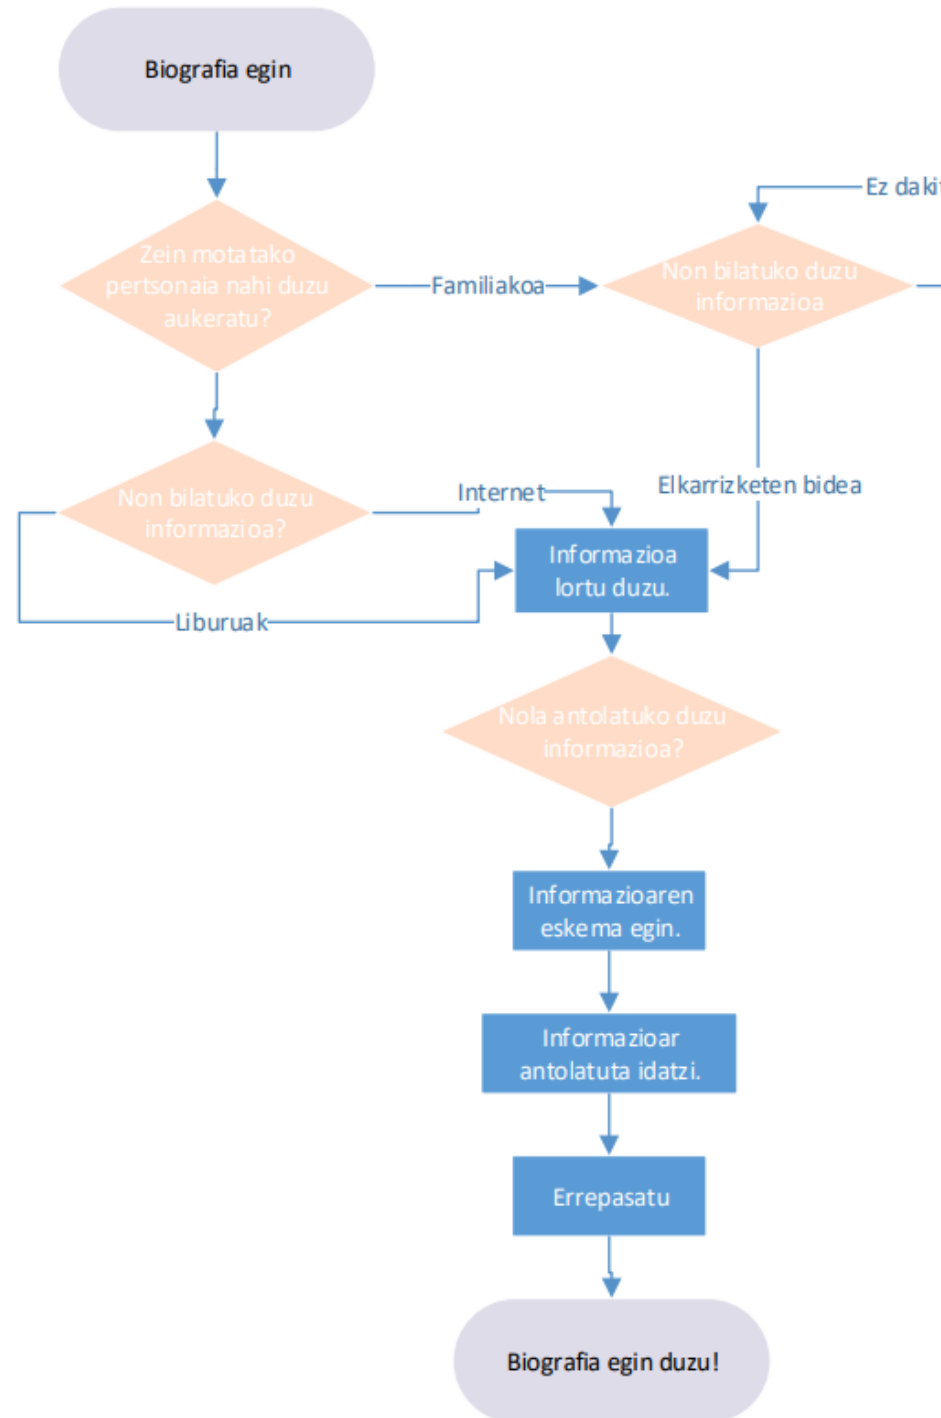 Biografia egin
Ez daki
Zein motatako
pertsonaia nahi duzu
aukeratu?
Familiakoa
Non bilatuko duzu
informazioa
Non bilatuko duzu
informazioa?
Internet
Elkarrizketen bidea
Informazioa
lortu duzu.
Liburuak
Nola antolatuko duzu
informazioa?
Informazioaren
eskema egin.
Informazioar
antolatuta idatzi.
Errepasatu
Biografia egin duzu!